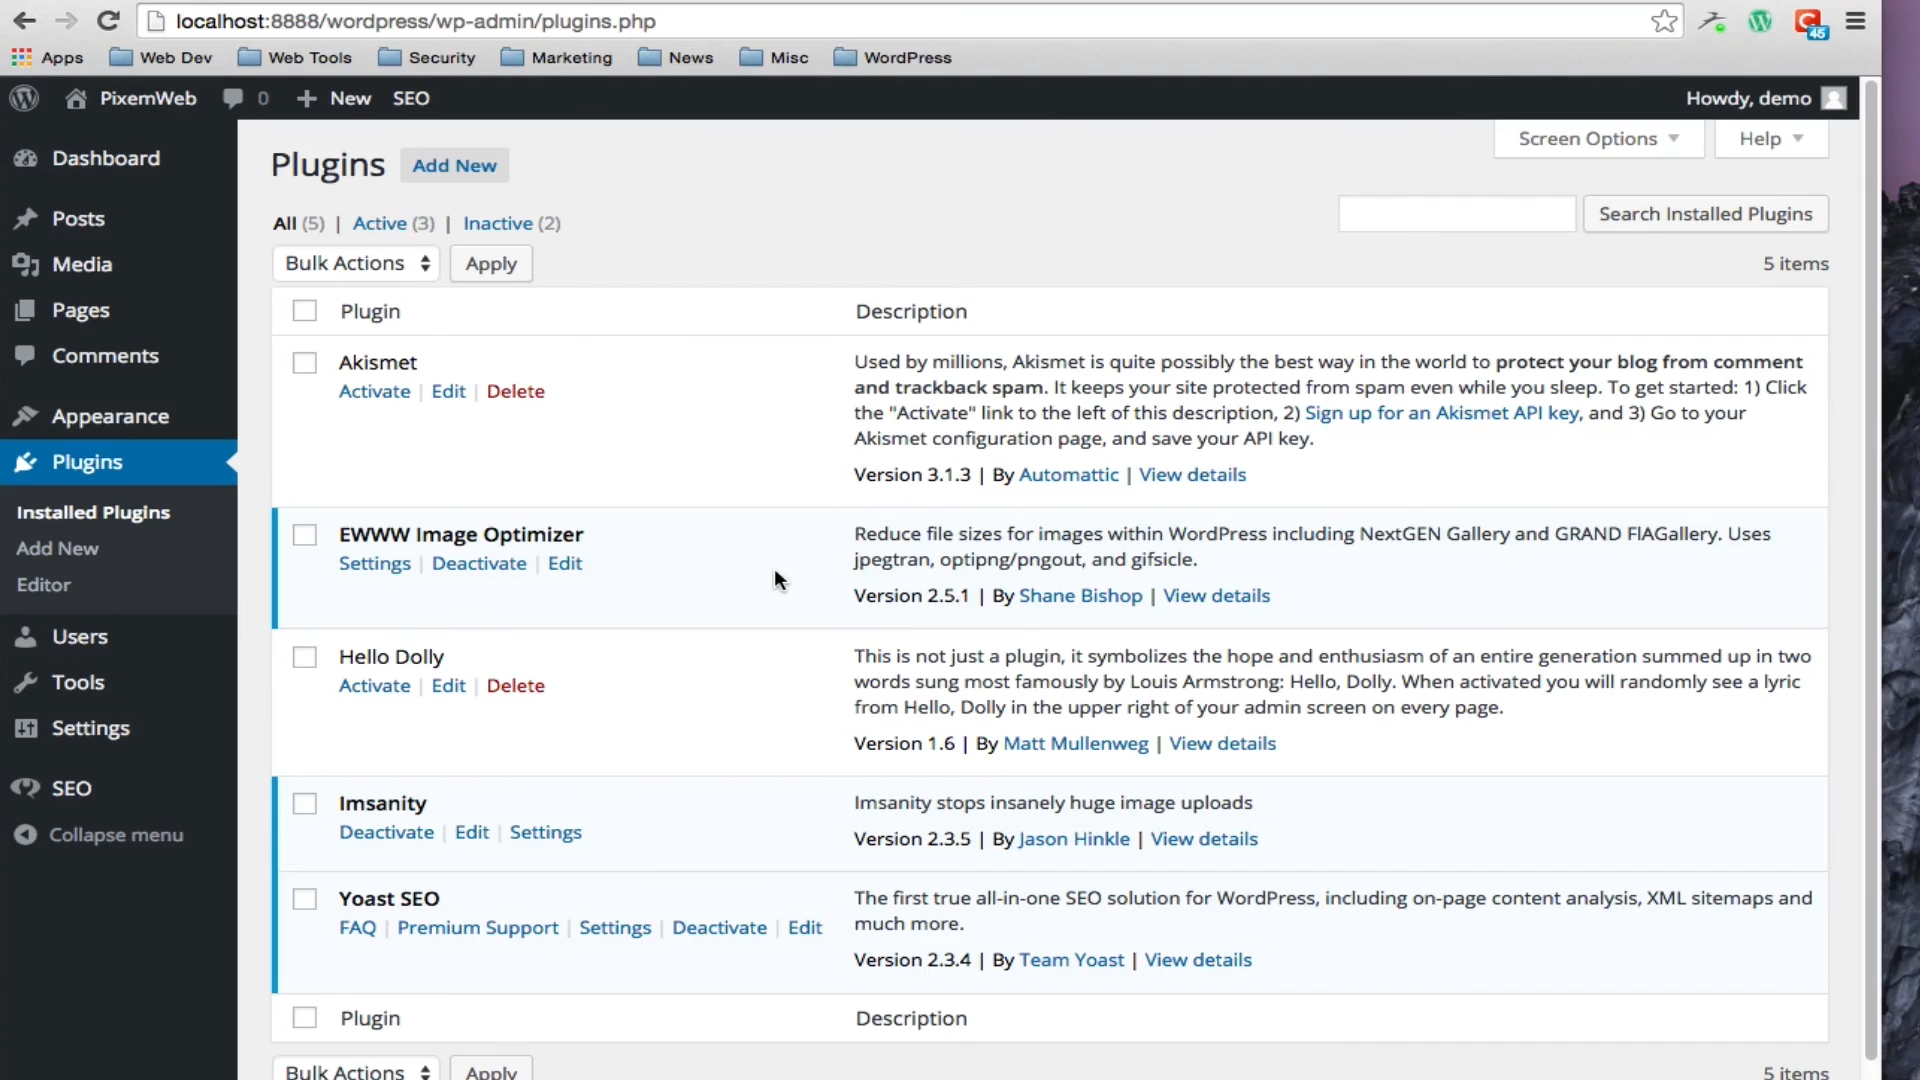 localhost:8888/wordpress/wp-admin/plugins.php
45
Apps Web Dev Web Tools Security Marketing News Misc WordPress
PixemWeb 0 + New SEO Howdy, demo
Screen Options Help
Dashboard
Posts
Media
Pages
Comments
Appearance
Plugins
Installed Plugins
Add New
Editor
Users
Tools
Settings
SEO
Collapse menu
Plugins Add New
All (5) | Active (3) | Inactive (2)
Search Installed Plugins
Bulk Actions Apply 5 items
Plugin Description
Akismet
Activate | Edit | Delete
Used by millions, Akismet is quite possibly the best way in the world to protect your blog from comment
and trackback spam. It keeps your site protected from spam even while you sleep. To get started: 1) Click
the "Activate" link to the left of this description, 2) Sign up for an Akismet API key, and 3) Go to your
Akismet configuration page, and save your API key.
Version 3.1.3 | By Automattic | View details
EWWW Image Optimizer
Settings | Deactivate | Edit
Reduce file sizes for images within WordPress including NextGEN Gallery and GRAND FlAGallery. Uses
jpegtran, optipng/pngout, and gifsicle.
Version 2.5.1 | By Shane Bishop | View details
Hello Dolly
Activate | Edit | Delete
This is not just a plugin, it symbolizes the hope and enthusiasm of an entire generation summed up in two
words sung most famously by Louis Armstrong: Hello, Dolly. When activated you will randomly see a lyric
from Hello, Dolly in the upper right of your admin screen on every page.
Version 1.6 | By Matt Mullenweg | View details
Imsanity
Deactivate | Edit | Settings
Imsanity stops insanely huge image uploads
Version 2.3.5 | By Jason Hinkle | View details
Yoast SEO
FAQ | Premium Support | Settings | Deactivate | Edit
The first true all-in-one SEO solution for WordPress, including on-page content analysis, XML sitemaps and
much more.
Version 2.3.4 | By Team Yoast | View details
Plugin Description
Bulk Actions Apply 5 items